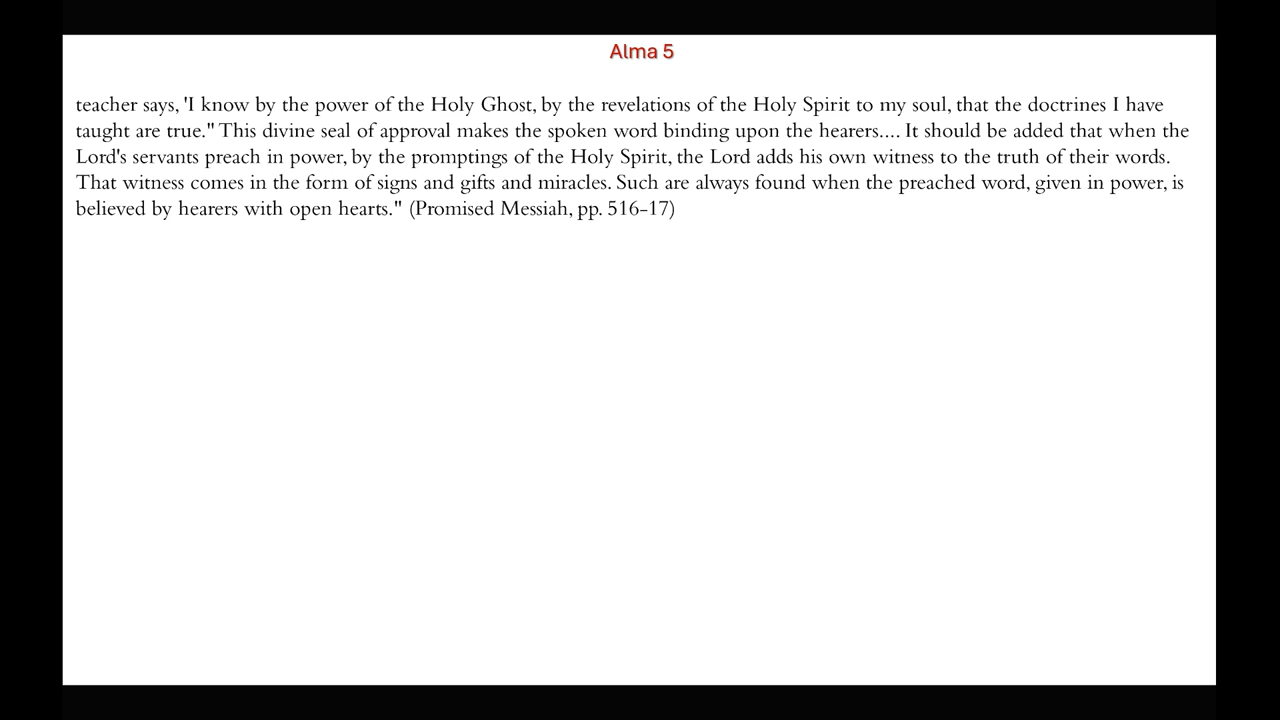 Alma 5
teacher says, 'I know by the power of the Holy Ghost, by the revelations of the Holy Spirit to my soul, that the doctrines I have
taught are true." This divine seal of approval makes the spoken word binding upon the hearers.... It should be added that when the
Lord's servants preach in power, by the promptings of the Holy Spirit, the Lord adds his own witness to the truth of their words.
That witness comes in the form of signs and gifts and miracles. Such are always found when the preached word, given in power, is
believed by hearers with open hearts." (Promised Messiah, pp. 516-17)